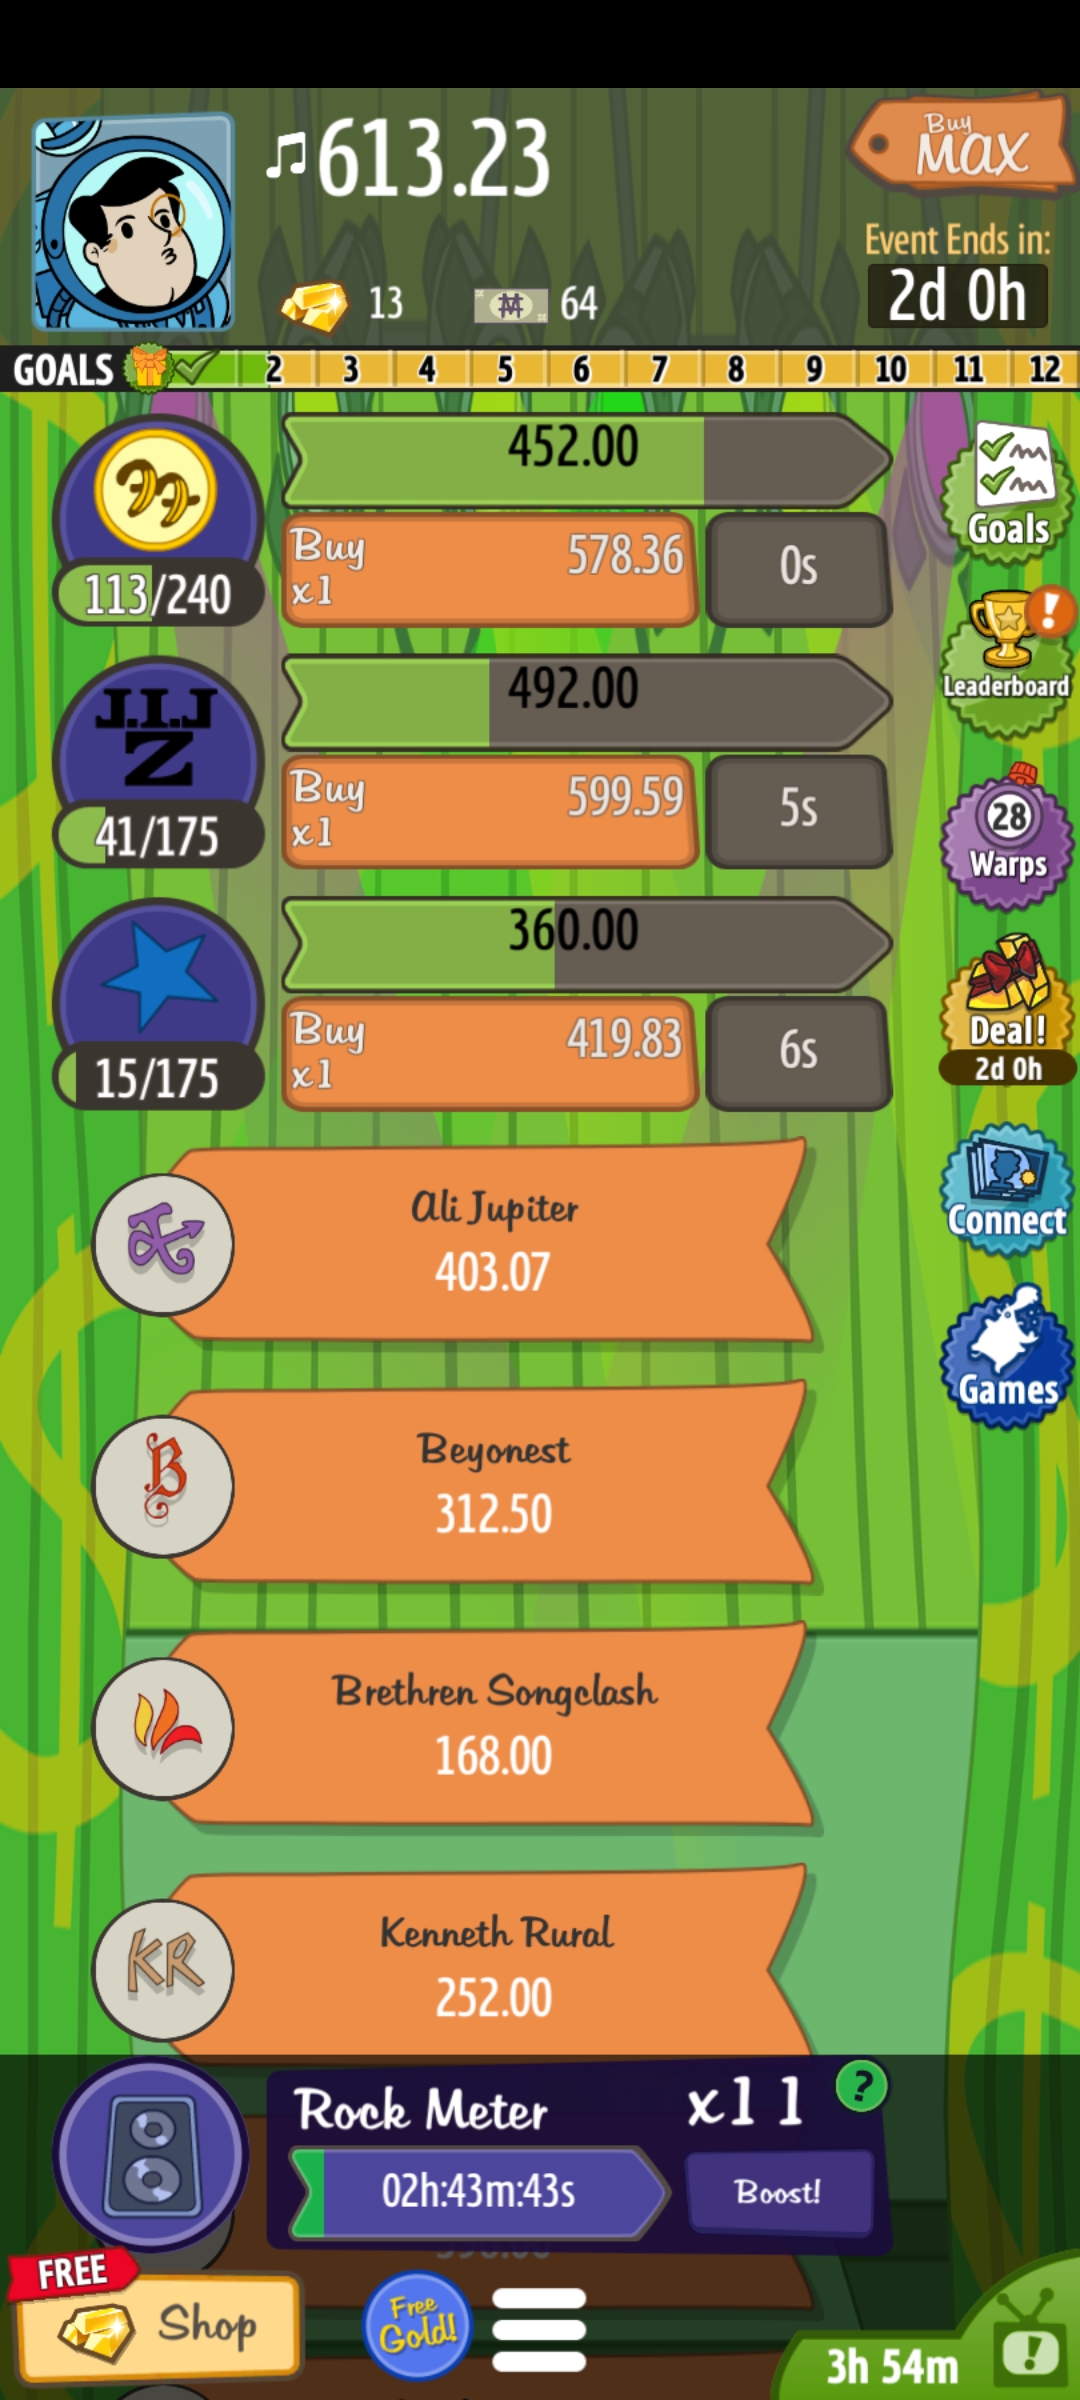 ♫613.23
Buy
MAX
Event Ends in:
2d 0h
13
64
GOALS 2 3 4 5 6 7 8 9 10 11 12
452.00
Buy
x1
578.36
0s
113/240
Goals
J.I.J
Z
492.00
Buy
x1
599.59
5s
41/175
!
Leaderboard
360.00
Buy
x1
419.83
6s
15/175
28
Warps
Deal!
2d 0h
Connect
Games
Ali Jupiter
403.07
B
Beyonest
312.50
Brethren Songclash
168.00
KR
Kenneth Rural
252.00
Rock Meter
x11
?
02h:43m:43s
Boost!
FREE
Shop
Free
Gold!
3h 54m
!